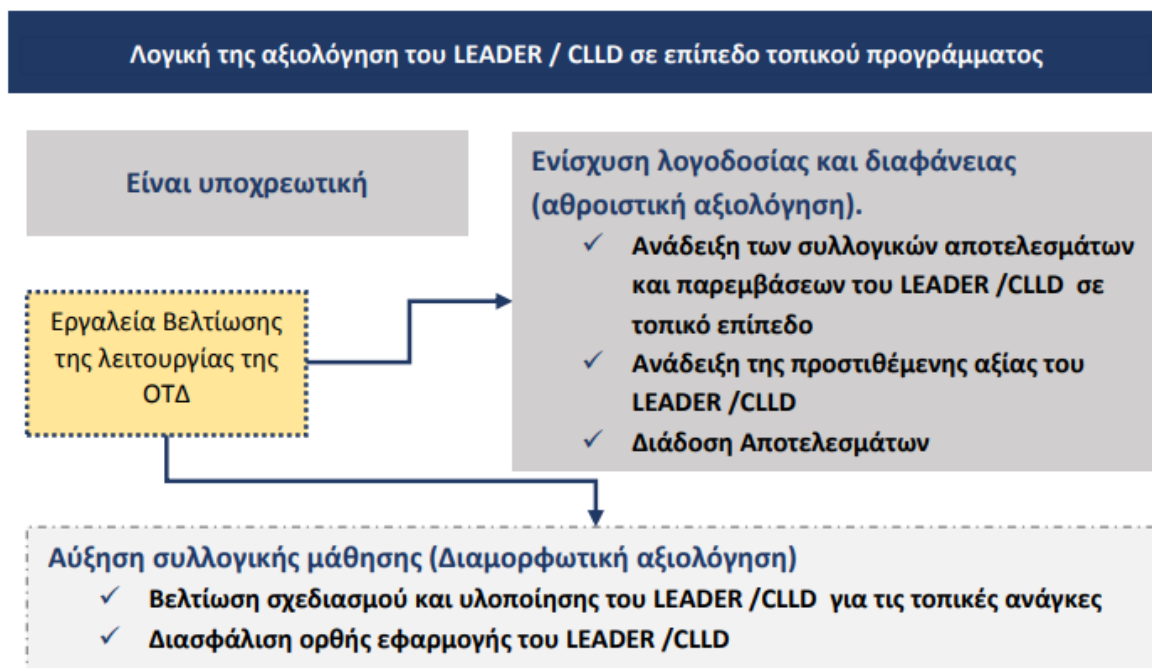 Λογική της αξιολόγηση του LEADER / CLLD σε επίπεδο τοπικού προγράμματος
Είναι υποχρεωτική
Ενίσχυση λογοδοσίας και διαφάνειας
(αθροιστική αξιολόγηση).
✓ Ανάδειξη των συλλογικών αποτελεσμάτων
και παρεμβάσεων του LEADER /CLLD σε
τοπικό επίπεδο
✓ Ανάδειξη της προστιθέμενης αξίας του
LEADER /CLLD
✓ Διάδοση Αποτελεσμάτων
Εργαλεία Βελτίωσης
της λειτουργίας της
ΟΤΔ
Αύξηση συλλογικής μάθησης (Διαμορφωτική αξιολόγηση)
✓ Βελτίωση σχεδιασμού και υλοποίησης του LEADER /CLLD για τις τοπικές ανάγκες
✓ Διασφάλιση ορθής εφαρμογής του LEADER /CLLD